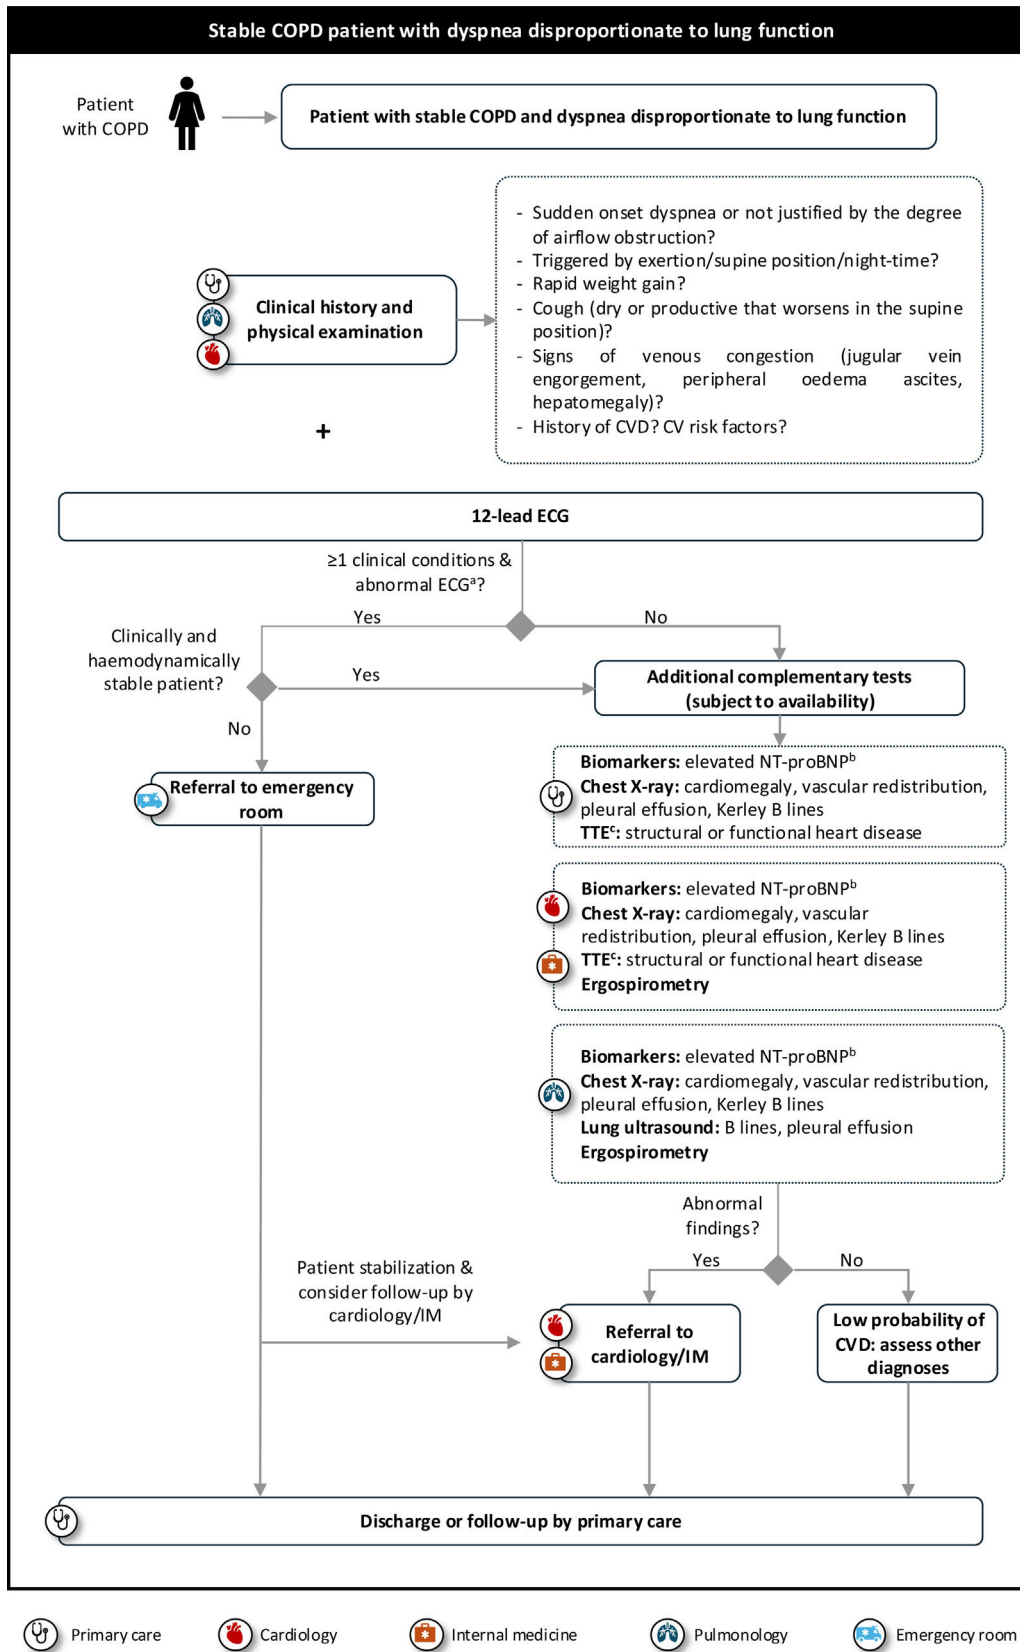 Stable COPD patient with dyspnea disproportionate to lung function
Patient
with COPD
Patient with stable COPD and dyspnea disproportionate to lung function
Clinical history and
physical examination
- Sudden onset dyspnea or not justified by the degree
of airflow obstruction?
- Triggered by exertion/supine position/night-time?
- Rapid weight gain?
- Cough (dry or productive that worsens in the supine
position)?
- Signs of venous congestion (jugular vein
engorgement, peripheral oedema ascites,
hepatomegaly)?
- History of CVD? CV risk factors?
+
12-lead ECG
≥1 clinical conditions &
abnormal ECGᵃ?
Yes
No
Clinically and
haemodynamically
stable patient?
Yes
No
Additional complementary tests
(subject to availability)
Referral to emergency
room
Biomarkers: elevated NT-proBNPᵇ
Chest X-ray: cardiomegaly, vascular redistribution,
pleural effusion, Kerley B lines
TTEᶜ: structural or functional heart disease
Biomarkers: elevated NT-proBNPᵇ
Chest X-ray: cardiomegaly, vascular
redistribution, pleural effusion, Kerley B lines
TTEᶜ: structural or functional heart disease
Ergospirometry
Biomarkers: elevated NT-proBNPᵇ
Chest X-ray: cardiomegaly, vascular redistribution,
pleural effusion, Kerley B lines
Lung ultrasound: B lines, pleural effusion
Ergospirometry
Abnormal
findings?
Yes
No
Patient stabilization &
consider follow-up by
cardiology/IM
Referral to
cardiology/IM
Low probability of
CVD: assess other
diagnoses
Discharge or follow-up by primary care
Primary care
Cardiology
Internal medicine
Pulmonology
Emergency room